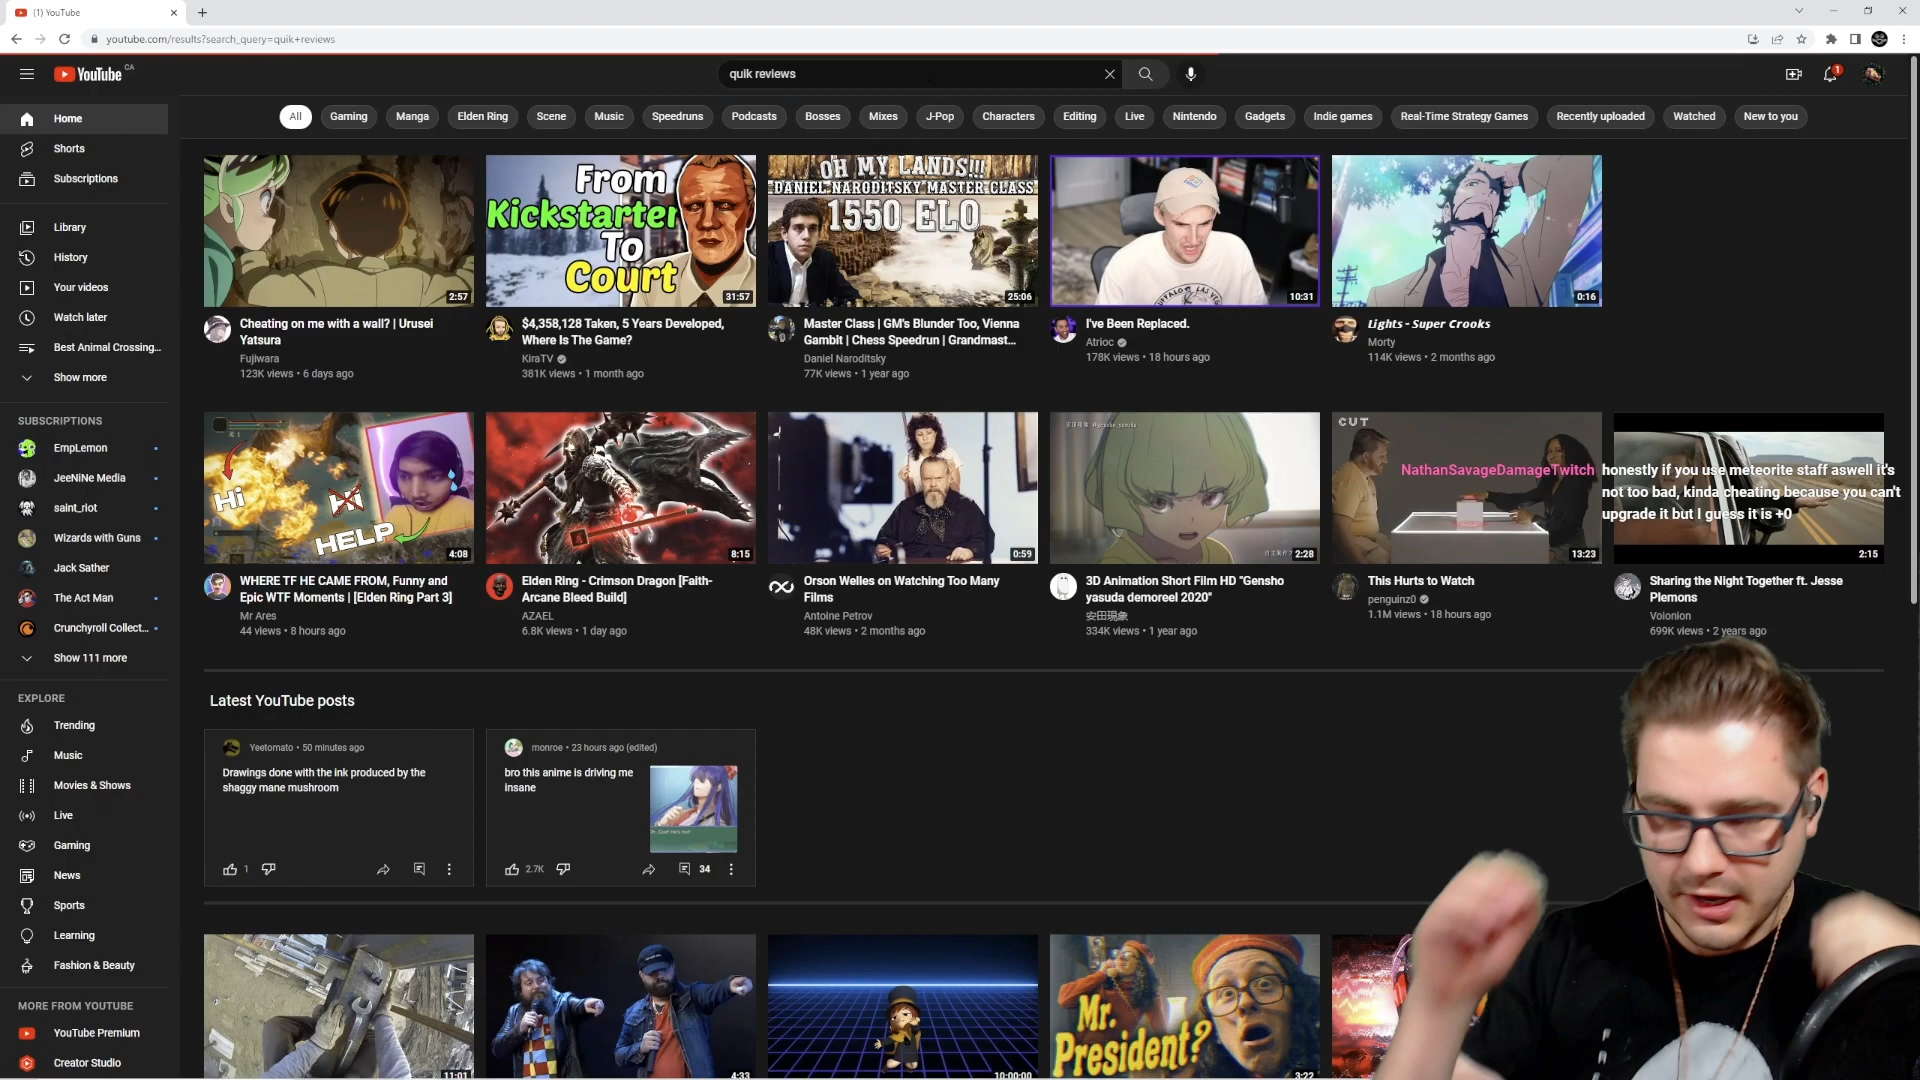 (1) YouTube
youtube.com/results?search_query=quik+reviews
YouTube CA
quik reviews
1
Home
Shorts
Subscriptions
Library
History
Your videos
Watch later
Best Animal Crossing...
Show more
SUBSCRIPTIONS
EmpLemon
JeeNiNe Media
saint_riot
Wizards with Guns
Jack Sather
The Act Man
Crunchyroll Collect...
Show 111 more
EXPLORE
Trending
Music
Movies & Shows
Live
Gaming
News
Sports
Learning
Fashion & Beauty
MORE FROM YOUTUBE
YouTube Premium
Creator Studio
All
Gaming
Manga
Elden Ring
Scene
Music
Speedruns
Podcasts
Bosses
Mixes
J-Pop
Characters
Editing
Live
Nintendo
Gadgets
Indie games
Real-Time Strategy Games
Recently uploaded
Watched
New to you
2:57
Cheating on me with a wall? | Urusei
Yatsura
Fujiwara
123K views • 6 days ago
From
Kickstarter
To
Court
31:57
$4,358,128 Taken, 5 Years Developed,
Where Is The Game?
KiraTV
381K views • 1 month ago
OH MY LANDS!!!
DANIEL NARODITSKY MASTER CLASS
1550 ELO
25:06
Master Class | GM's Blunder Too, Vienna
Gambit | Chess Speedrun | Grandmast...
Daniel Naroditsky
77K views • 1 year ago
10:31
I've Been Replaced.
Atrioc
178K views • 18 hours ago
0:16
Lights - Super Crooks
Morty
114K views • 2 months ago
Hi
HELP
4:08
WHERE TF HE CAME FROM, Funny and
Epic WTF Moments | [Elden Ring Part 3]
Mr Ares
44 views • 8 hours ago
8:15
Elden Ring - Crimson Dragon [Faith-
Arcane Bleed Build]
AZAEL
6.8K views • 1 day ago
0:59
Orson Welles on Watching Too Many
Films
Antoine Petrov
48K views • 2 months ago
2:28
3D Animation Short Film HD "Gensho
yasuda demoreel 2020"
安田現象
334K views • 1 year ago
CUT
13:23
This Hurts to Watch
penguinz0
1.1M views • 18 hours ago
NathanSavageDamageTwitch honestly if you use meteorite staff aswell it's
not too bad, kinda cheating because you can't
upgrade it but I guess it is +0
2:15
Sharing the Night Together ft. Jesse
Plemons
Volonion
699K views • 2 years ago
Latest YouTube posts
Yeetomato • 50 minutes ago
Drawings done with the ink produced by the
shaggy mane mushroom
1
monroe • 23 hours ago (edited)
bro this anime is driving me
insane
2.7K
34
11:01
4:33
10:00:00
Mr.
President?
3:22